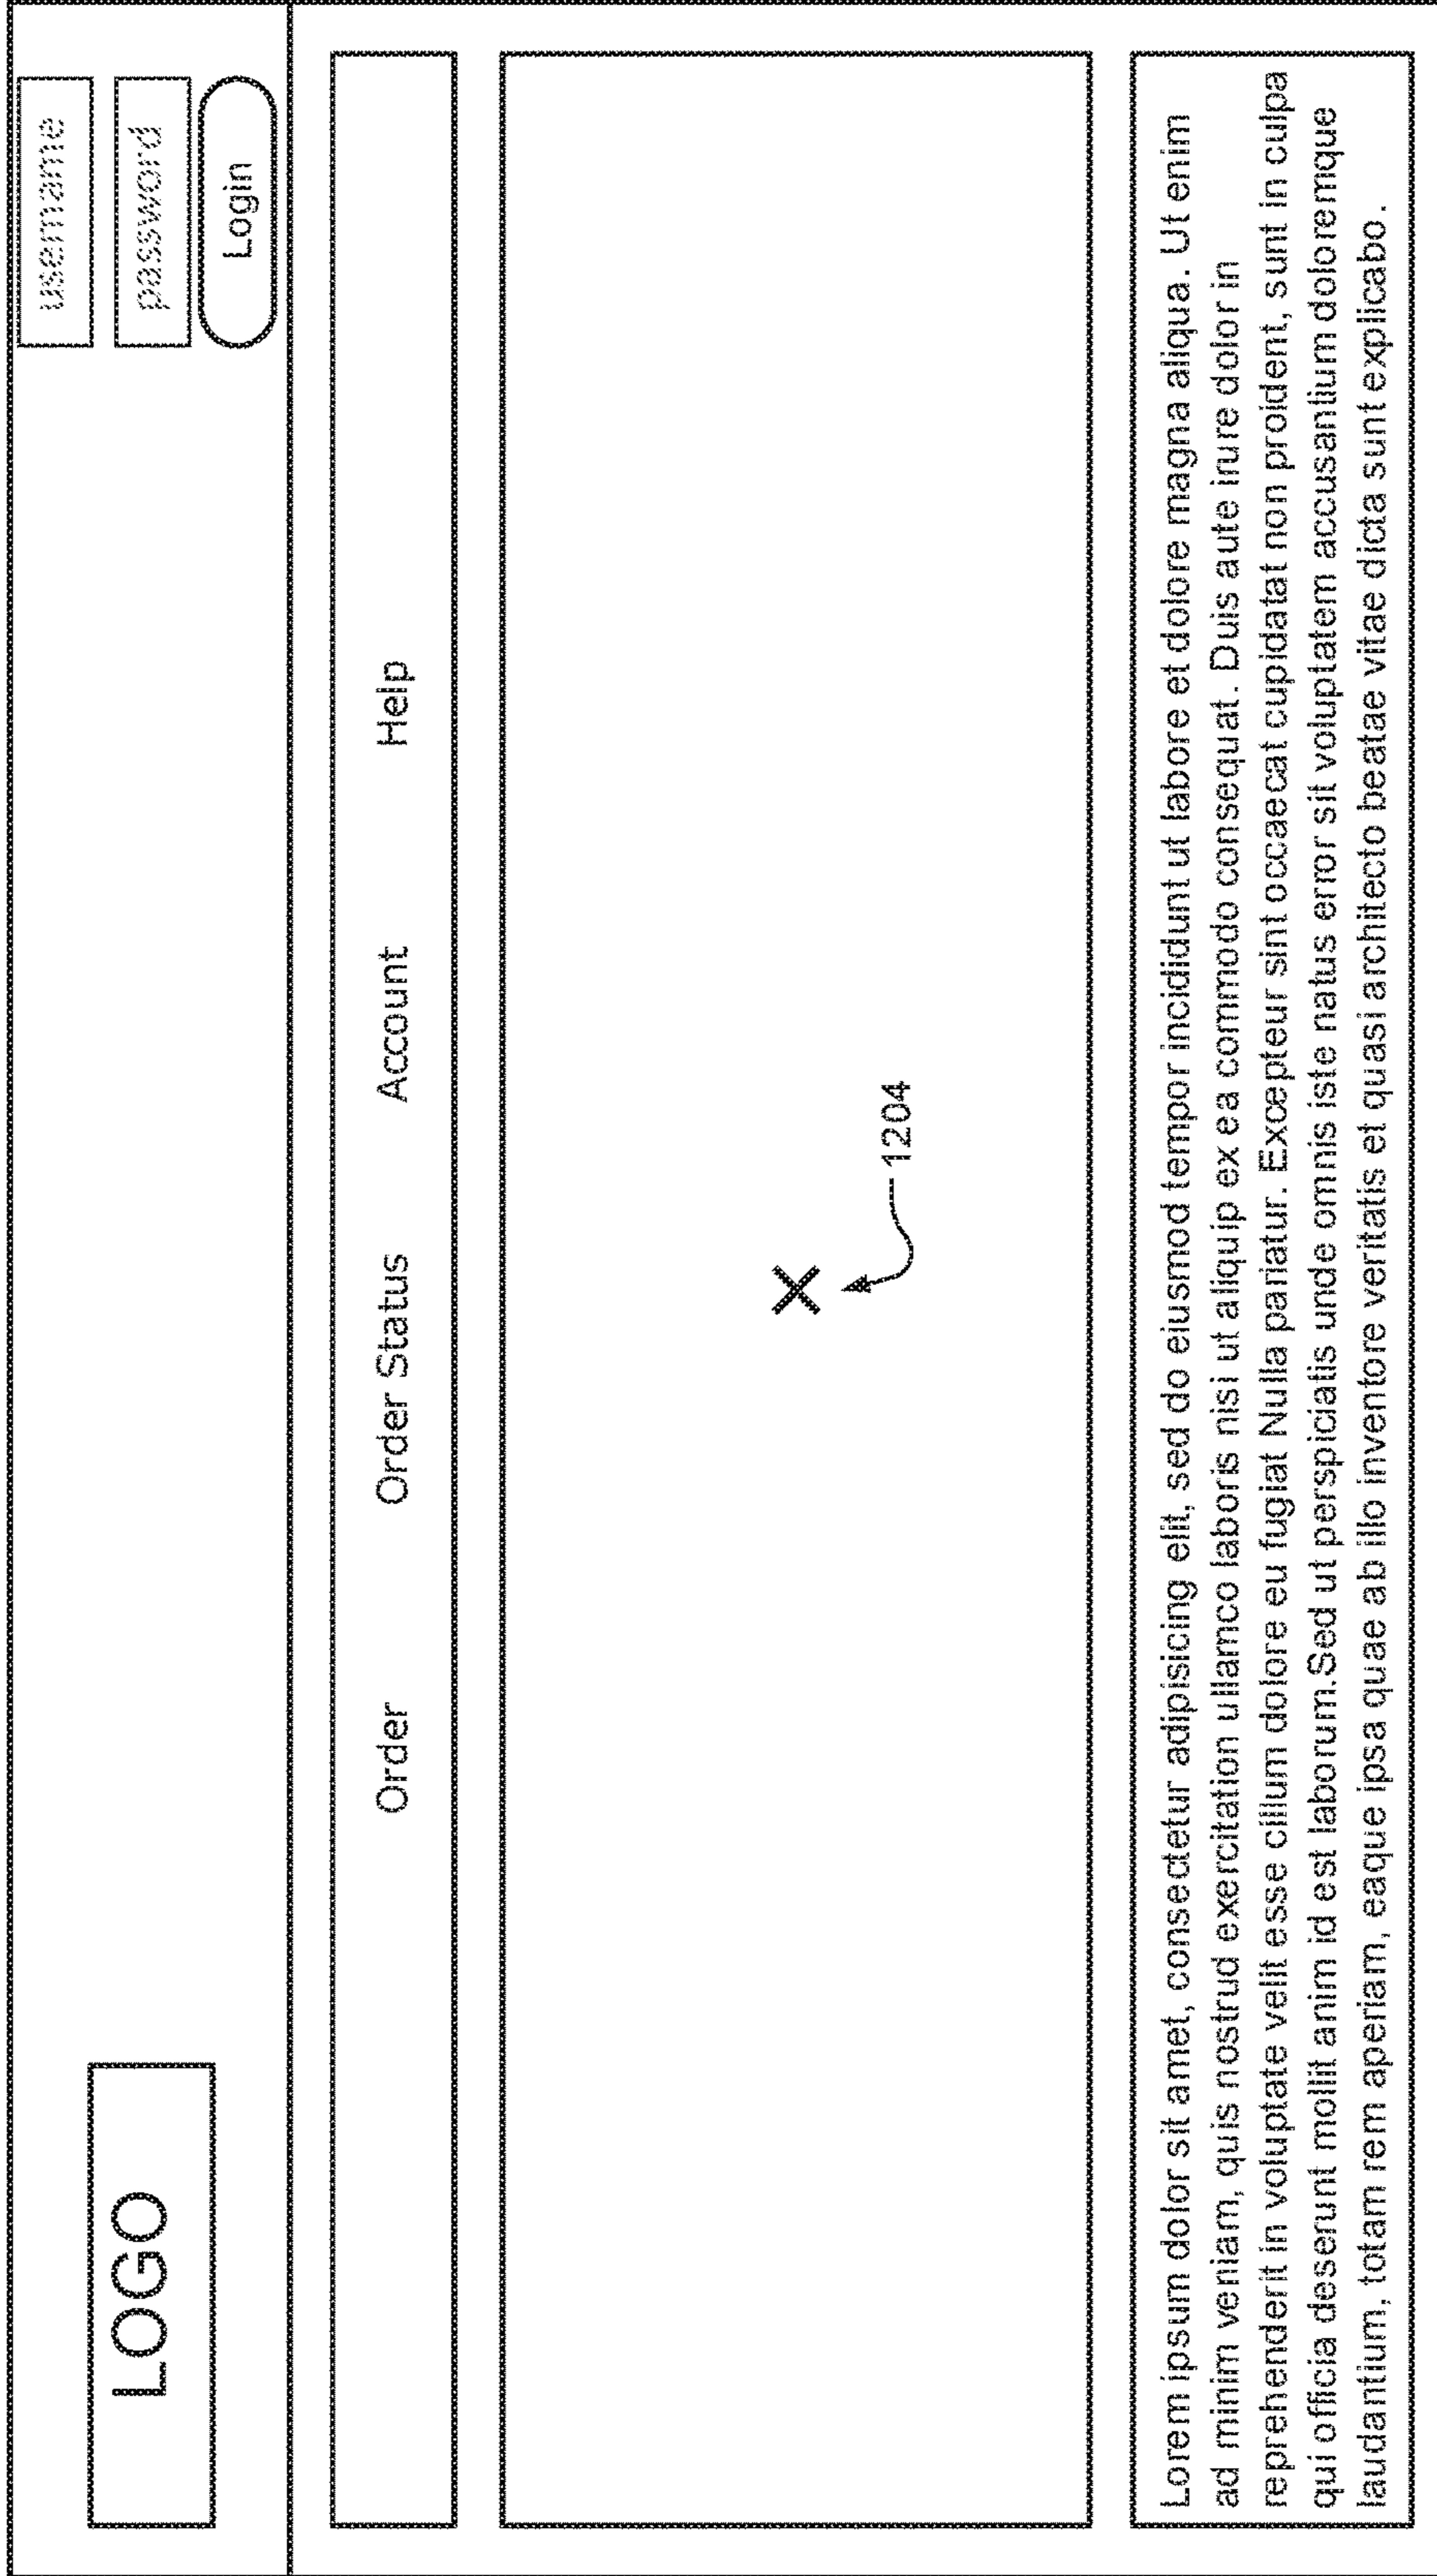 LOGO
username
password
Login
Order Order Status Account Help
1204
Lorem ipsum dolor sit amet, consectetur adipisicing elit, sed do eiusmod tempor incididunt ut labore et dolore magna aliqua. Ut enim
ad minim veniam, quis nostrud exercitation ullamco laboris nisi ut aliquip ex ea commodo consequat. Duis aute irure dolor in
reprehenderit in voluptate velit esse cillum dolore eu fugiat Nulla pariatur. Excepteur sint occaecat cupidatat non proident, sunt in culpa
qui officia deserunt mollit anim id est laborum.Sed ut perspiciatis unde omnis iste natus error sit voluptatem accusantium doloremque
laudantium, totam rem aperiam, eaque ipsa quae ab illo inventore veritatis et quasi architecto beatae vitae dicta sunt explicabo.